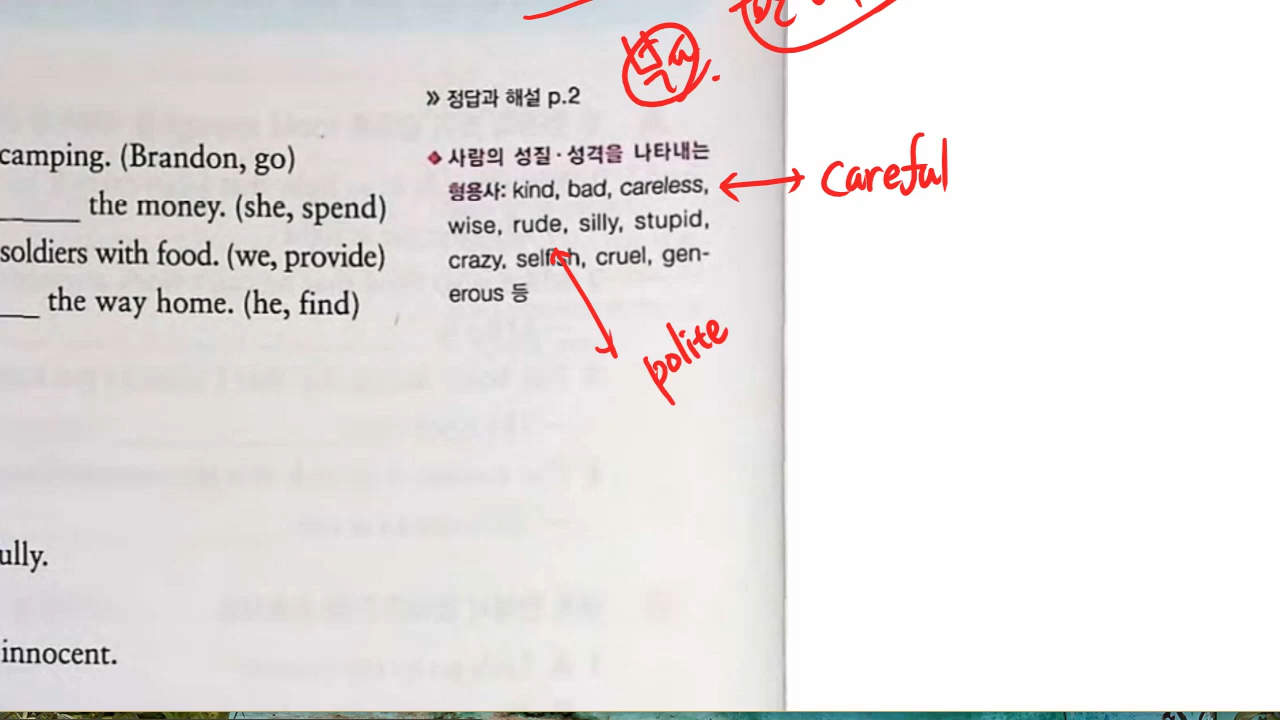 » 정답과 해설 p.2
camping. (Brandon, go)
the money. (she, spend)
soldiers with food. (we, provide)
the way home. (he, find)
◆ 사람의 성질·성격을 나타내는
형용사: kind, bad, careless,
wise, rude, silly, stupid,
crazy, selfish, cruel, gen-
erous 등
careful
polite
ully.
innocent.